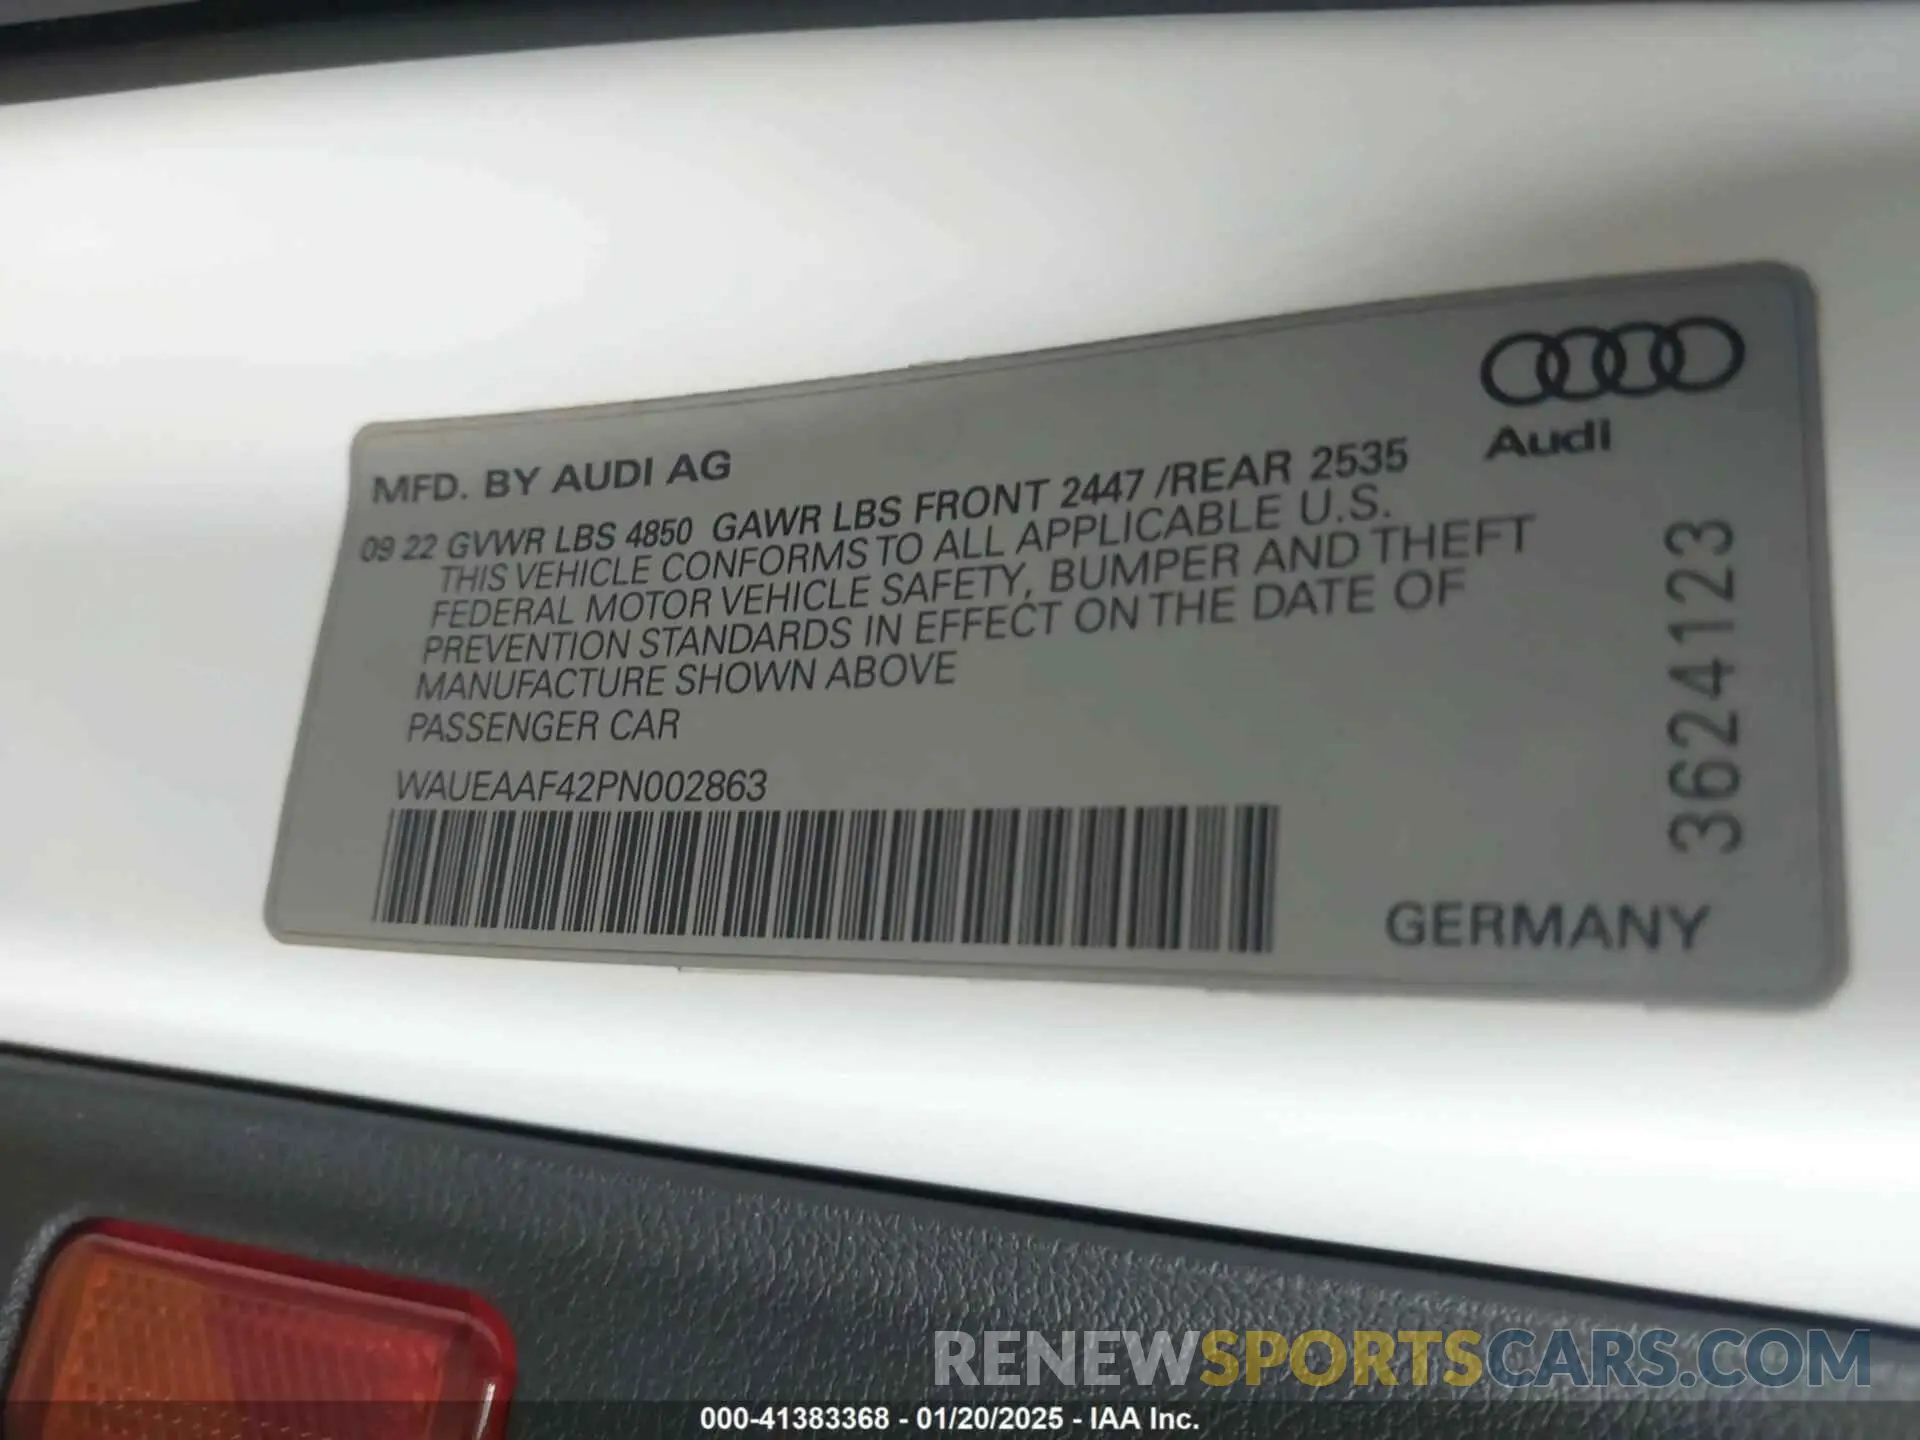 Audi
MFD. BY AUDI AG
09 22 GVWR LBS 4850 GAWR LBS FRONT 2447 /REAR 2535
THIS VEHICLE CONFORMS TO ALL APPLICABLE U.S.
FEDERAL MOTOR VEHICLE SAFETY, BUMPER AND THEFT
PREVENTION STANDARDS IN EFFECT ON THE DATE OF
MANUFACTURE SHOWN ABOVE
PASSENGER CAR
WAUEAAF42PN002863
3624123
GERMANY
RENEWSPORTSCARS.COM
000-41383368 - 01/20/2025 - IAA Inc.